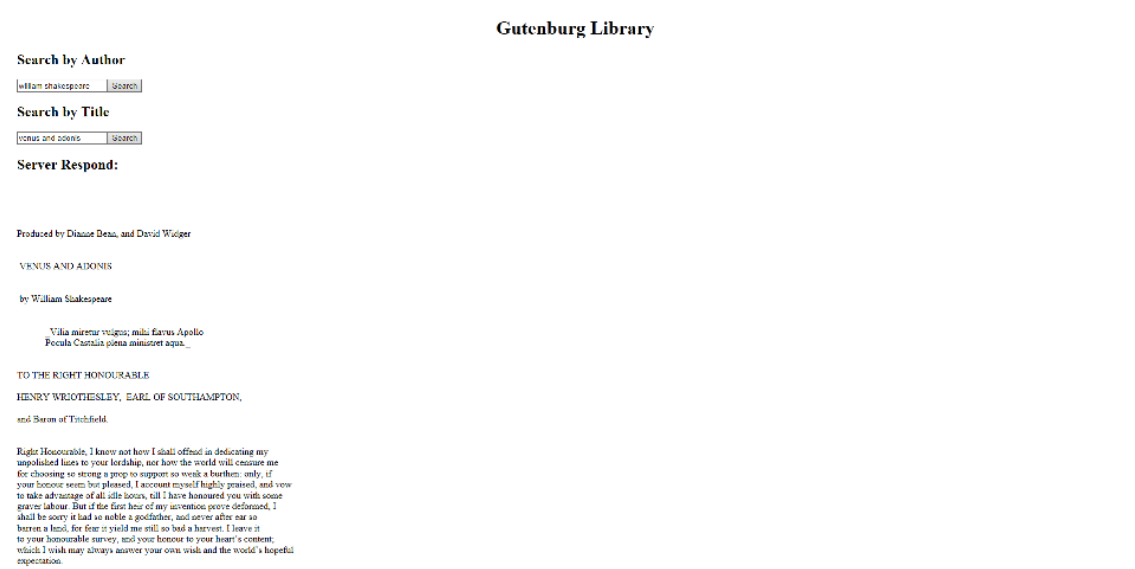 Gutenburg Library
Search by Author
william shakespeare Search
Search by Title
venus and adonis Search
Server Respond:
Produced by Dianne Bean, and David Widger
VENUS AND ADONIS
by William Shakespeare
_Vilia miretur vulgus; mihi flavus Apollo
Pocula Castalia plena ministret aqua._
TO THE RIGHT HONOURABLE
HENRY WRIOTHESLEY, EARL OF SOUTHAMPTON,
and Baron of Titchfield.
Right Honourable, I know not how I shall offend in dedicating my
unpolished lines to your lordship, nor how the world will censure me
for choosing so strong a prop to support so weak a burthen: only, if
your honour seem but pleased, I account myself highly praised, and vow
to take advantage of all idle hours, till I have honoured you with some
graver labour. But if the first heir of my invention prove deformed, I
shall be sorry it had so noble a godfather, and never after ear so
barren a land, for fear it yield me still so bad a harvest. I leave it
to your honourable survey, and your honour to your heart's content;
which I wish may always answer your own wish and the world's hopeful
expectation.